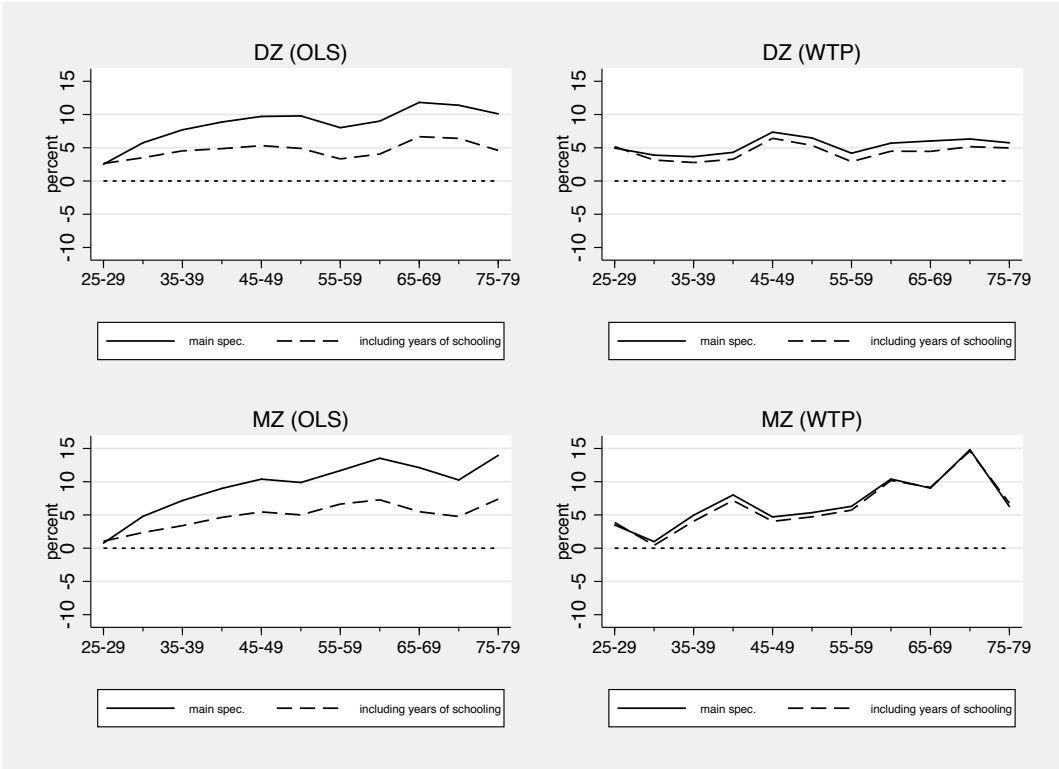 DZ (OLS)
percent
15
10
5
0
-5
-10
25-29 35-39 45-49 55-59 65-69 75-79
main spec. including years of schooling
DZ (WTP)
percent
15
10
5
0
-5
-10
25-29 35-39 45-49 55-59 65-69 75-79
main spec. including years of schooling
MZ (OLS)
percent
15
10
5
0
-5
-10
25-29 35-39 45-49 55-59 65-69 75-79
main spec. including years of schooling
MZ (WTP)
percent
15
10
5
0
-5
-10
25-29 35-39 45-49 55-59 65-69 75-79
main spec. including years of schooling